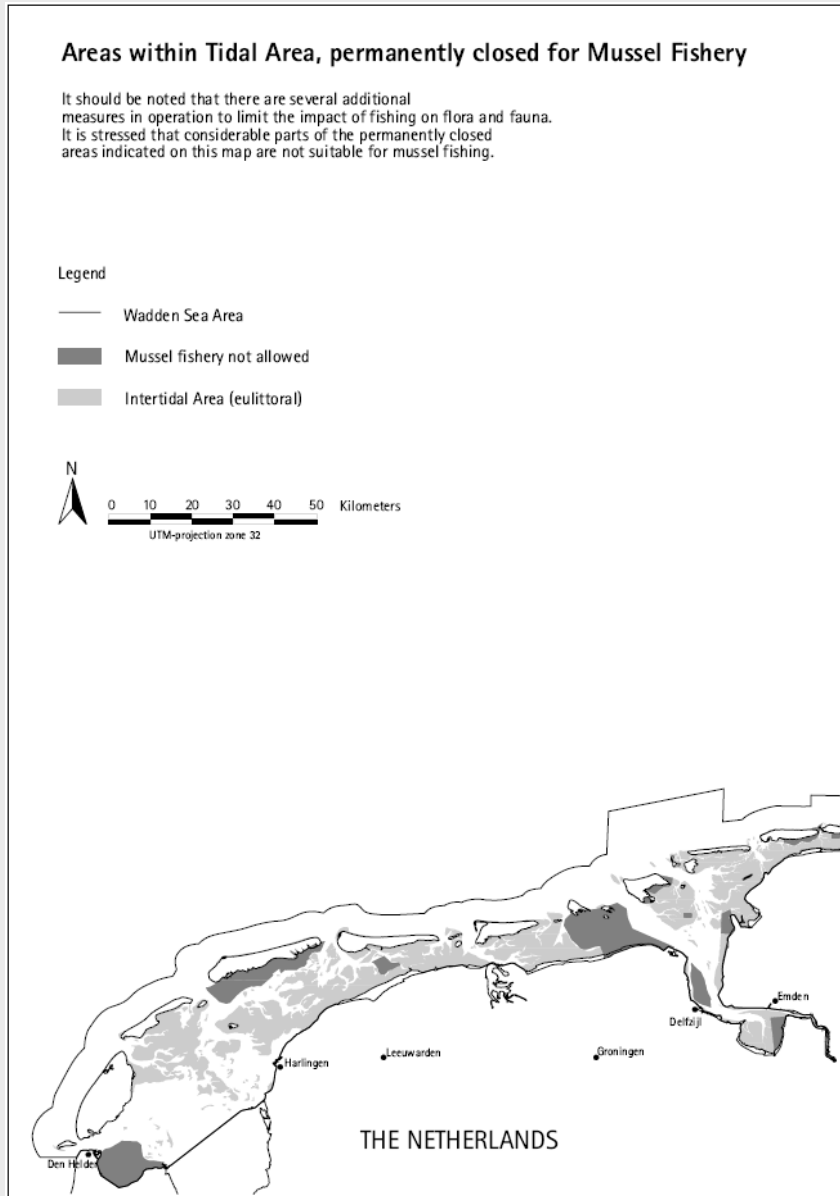 Areas within Tidal Area, permanently closed for Mussel Fishery
It should be noted that there are several additional
measures in operation to limit the impact of fishing on flora and fauna.
It is stressed that considerable parts of the permanently closed
areas indicated on this map are not suitable for mussel fishing.
Legend
Wadden Sea Area
Mussel fishery not allowed
Intertidal Area (eulittoral)
N
0 10 20 30 40 50 Kilometers
UTM-projection zone 32
Emden
Delfzijl
Groningen
Leeuwarden
Harlingen
THE NETHERLANDS
Den Helder